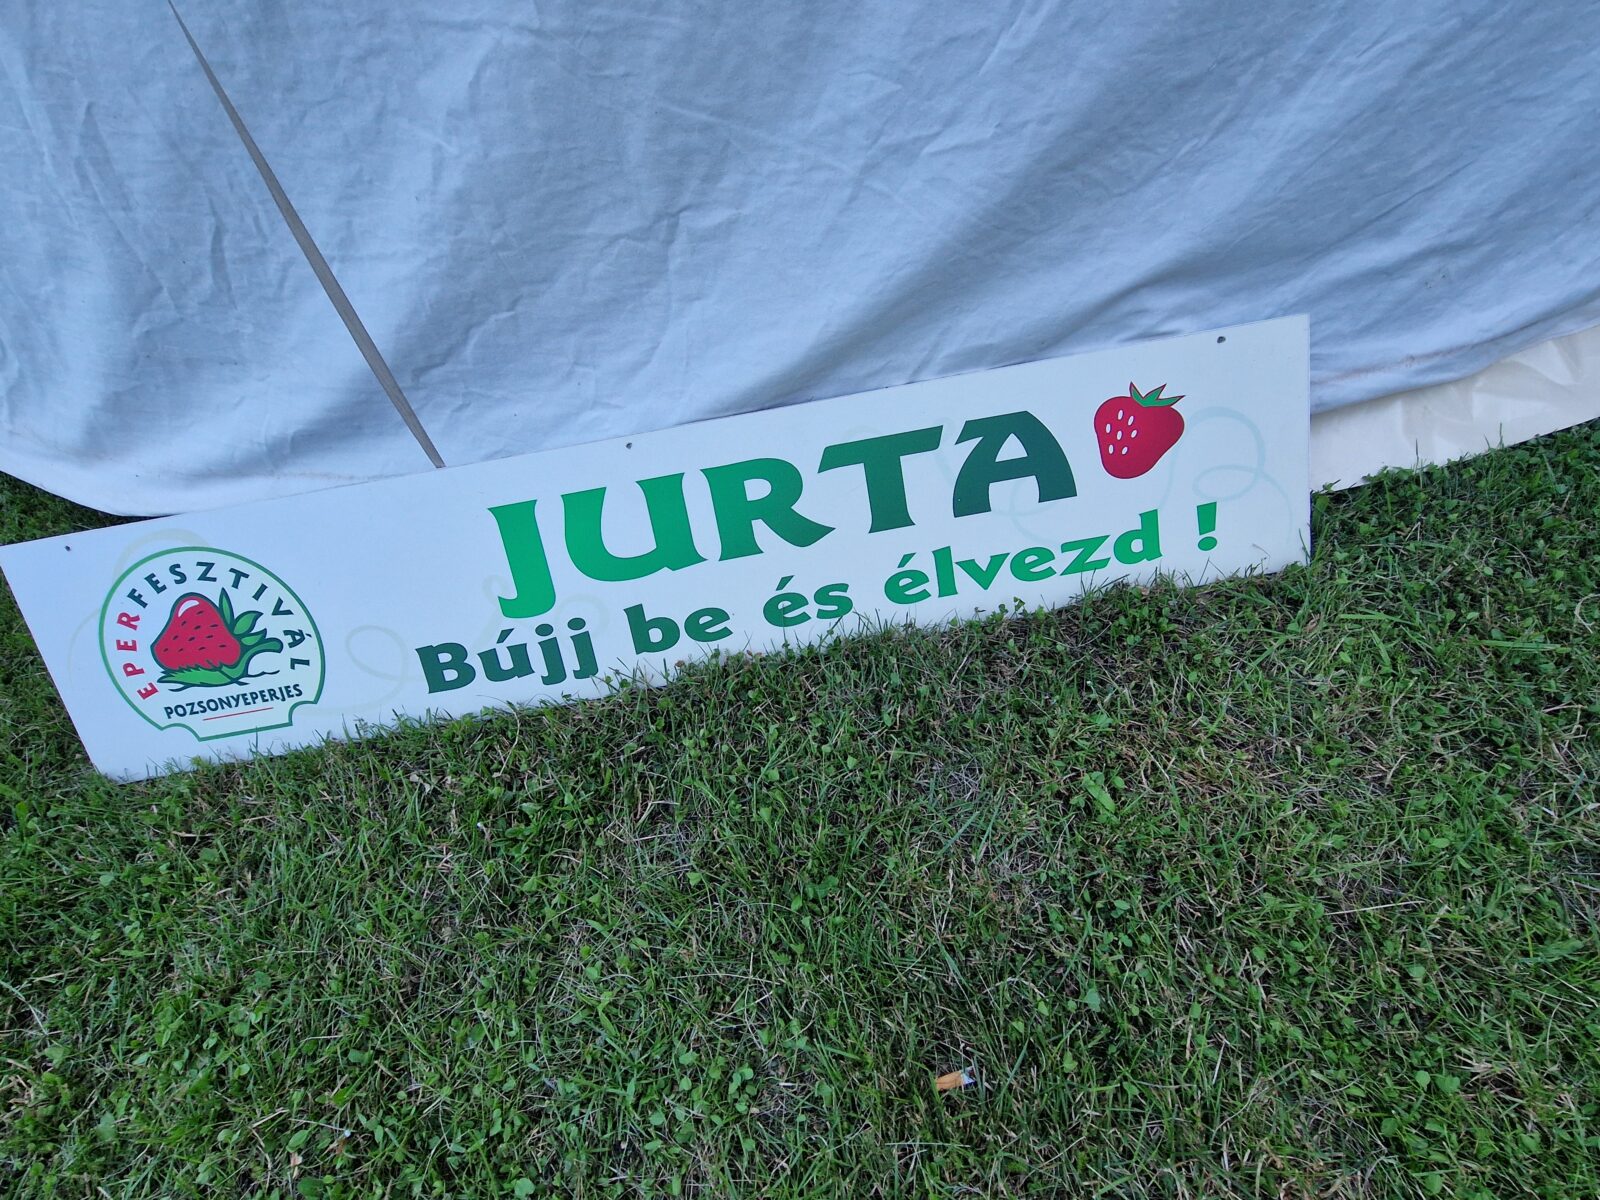 EPERFESZTIVÁL
POZSONYEPERJES
JURTA
Bújj be és élvezd !